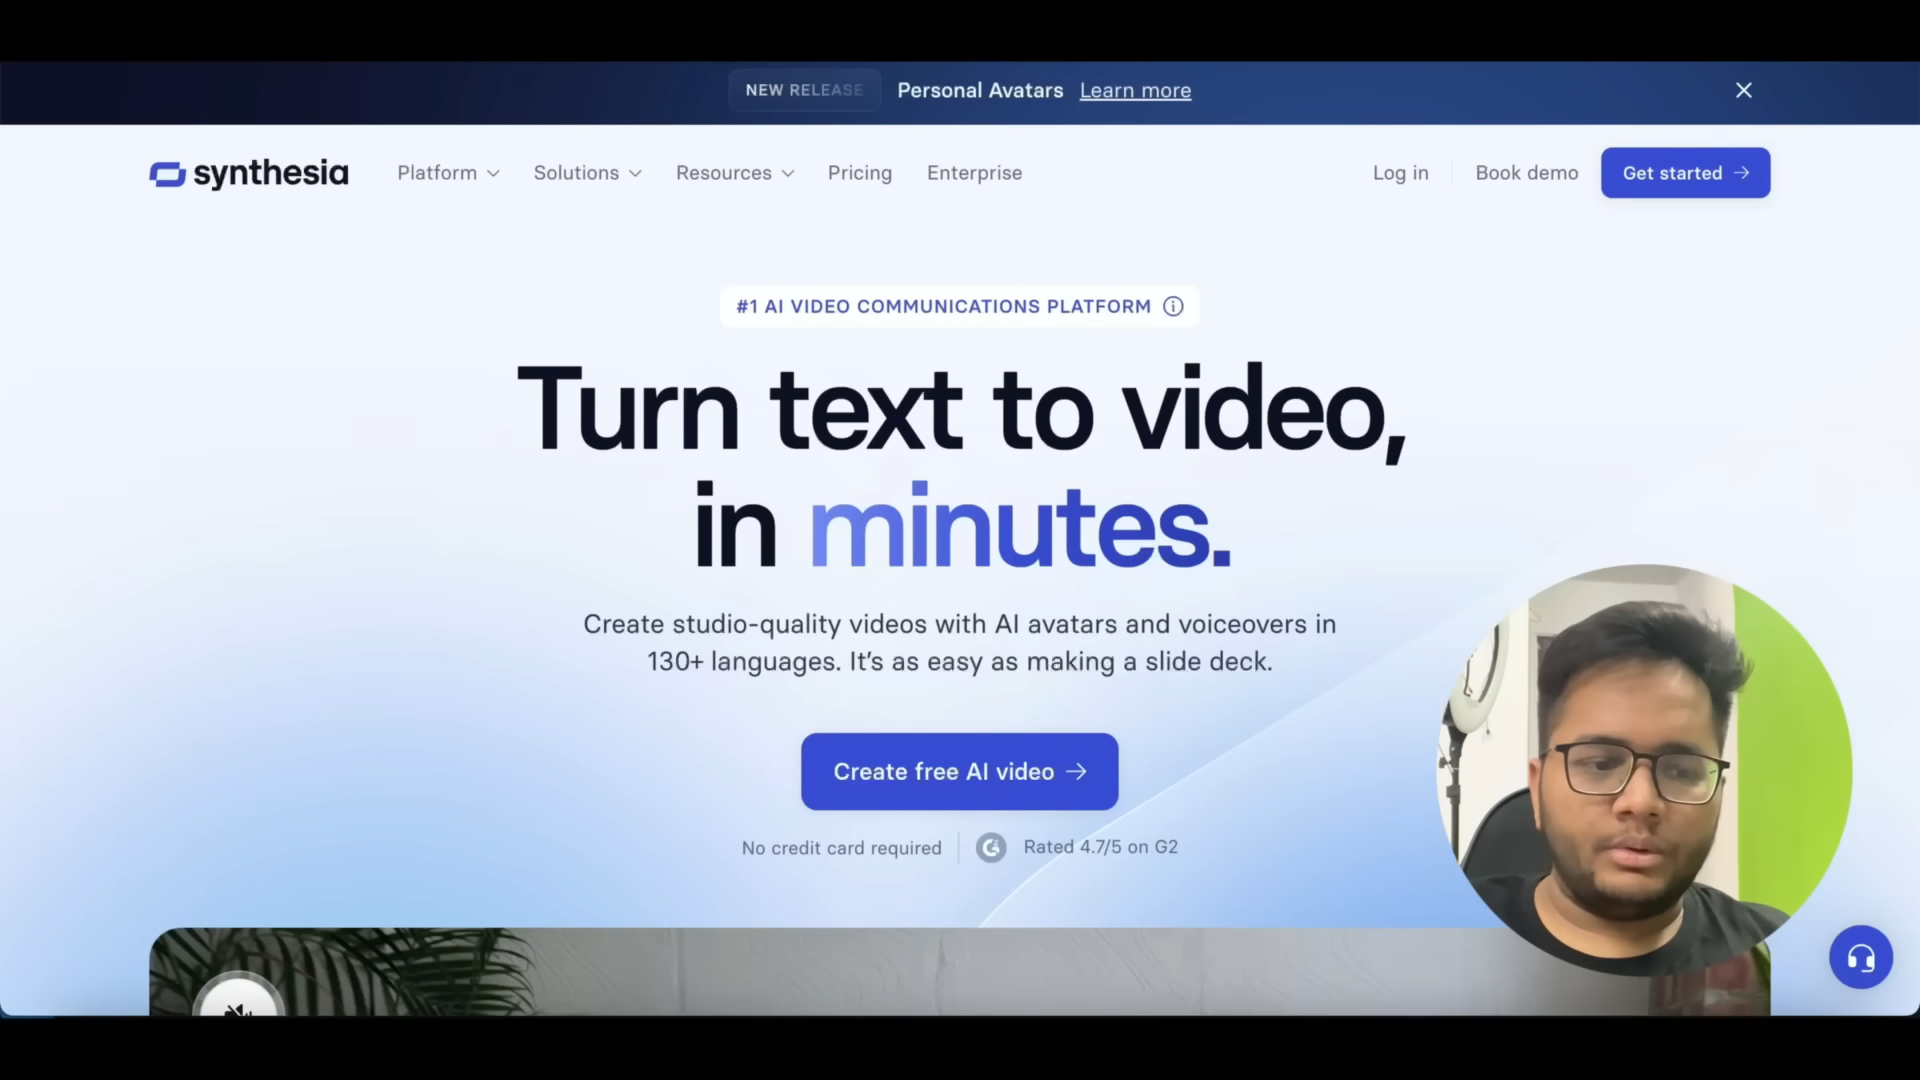 NEW RELEASE Personal Avatars Learn more
synthesia Platform Solutions Resources Pricing Enterprise Log in Book demo Get started
#1 AI VIDEO COMMUNICATIONS PLATFORM
Turn text to video,
in minutes.
Create studio-quality videos with AI avatars and voiceovers in
130+ languages. It’s as easy as making a slide deck.
Create free AI video
No credit card required Rated 4.7/5 on G2